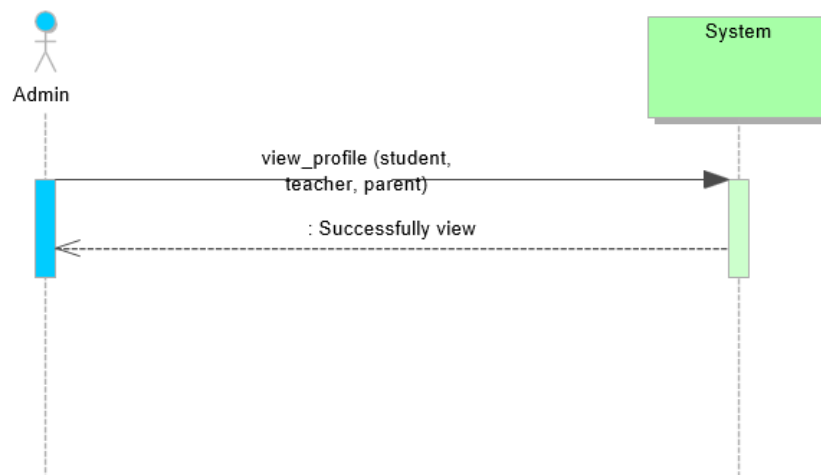 System
Admin
view_profile (student,
teacher, parent)
: Successfully view